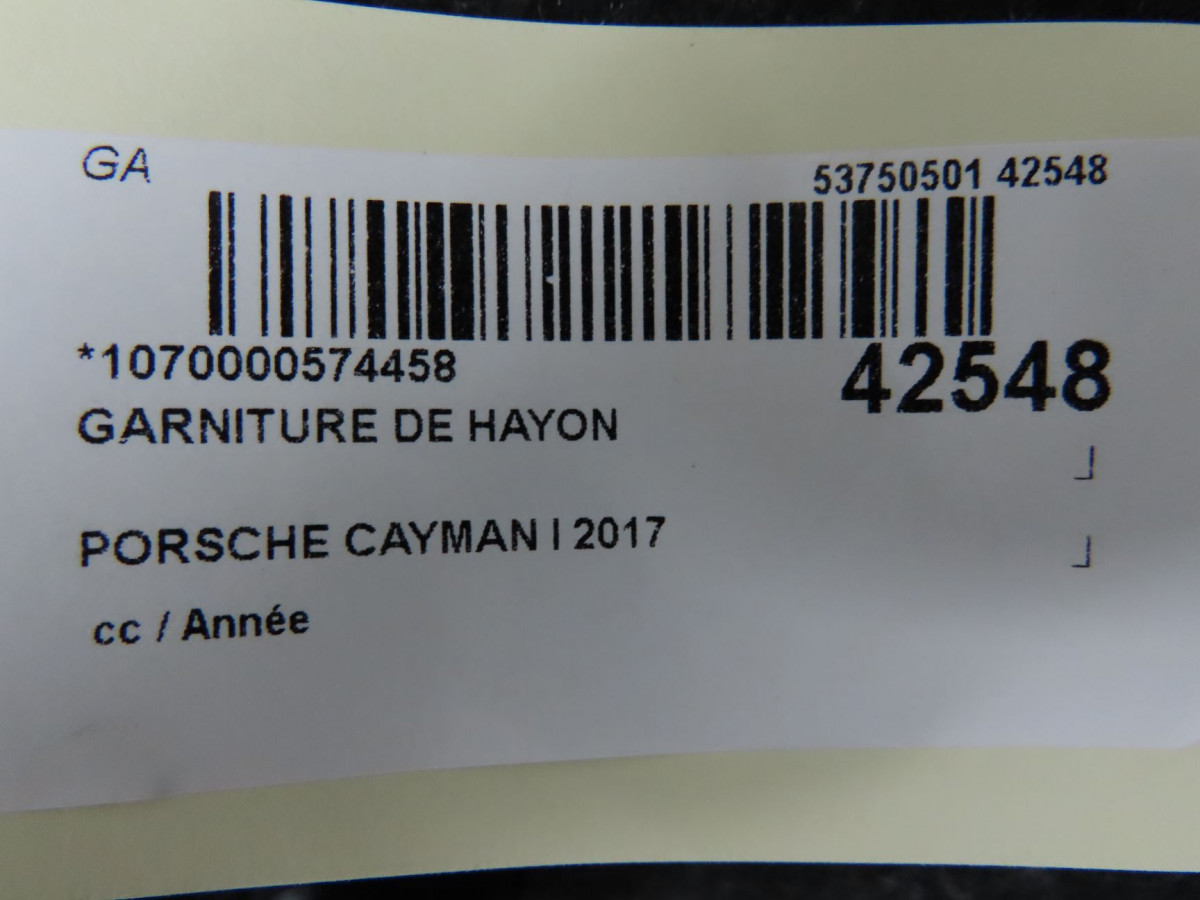 GA
53750501 42548
*1070000574458
42548
GARNITURE DE HAYON
PORSCHE CAYMAN I 2017
cc / Année